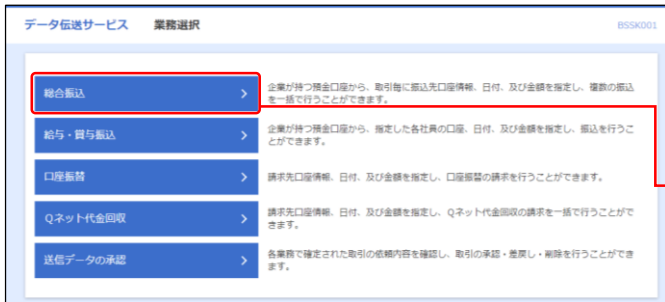 データ伝送サービス 業務選択 BSSK001
総合振込
企業が持つ預金口座から、取引毎に振込先口座情報、日付、及び金額を指定し、複数の振込
を一括で行うことができます。
給与・賞与振込
企業が持つ預金口座から、指定した各社員の口座、日付、及び金額を指定し、振込を行うこ
とができます。
口座振替
請求先口座情報、日付、及び金額を指定し、口座振替の請求を行うことができます。
Qネット代金回収
請求先口座情報、日付、及び金額を指定し、Qネット代金回収の請求を一括で行うことがで
きます。
送信データの承認
各業務で確定された取引の依頼内容を確認し、取引の承認・差戻し・削除を行うことができ
ます。